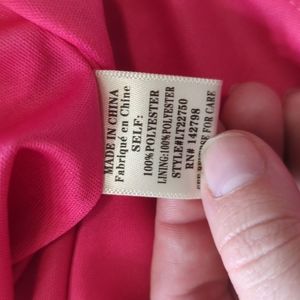 MADE IN CHINA
Fabriqué en Chine
SELF:
100%POLYESTER
LINING:100%POLYESTER
STYLE#LT22750
RN# 142798
SEE REVERSE FOR CARE